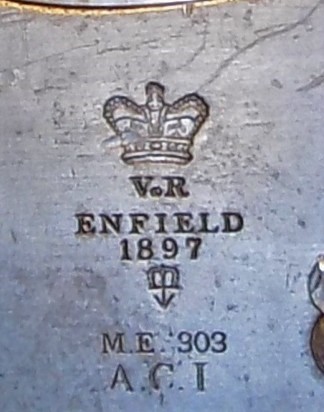 V.R
ENFIELD
1897
M.E. 303
A.C.I